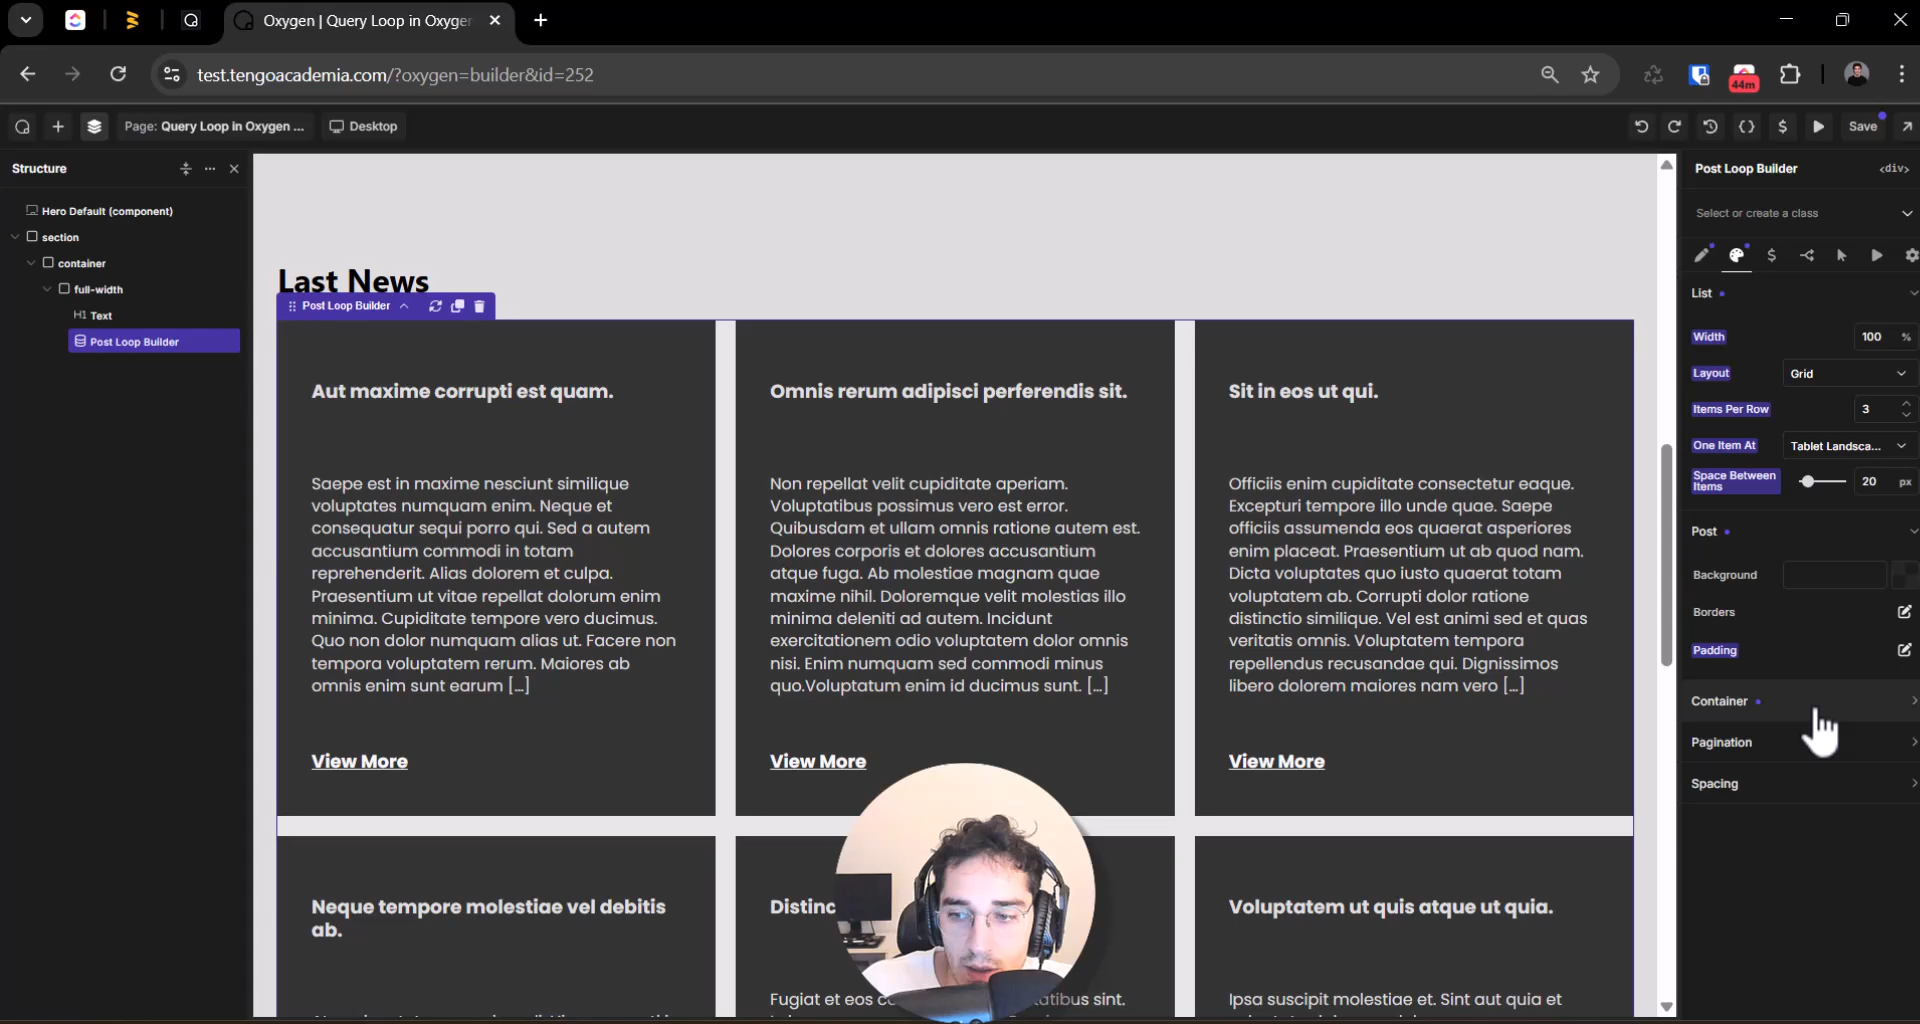 Oxygen | Query Loop in Oxygen
test.tengoacademia.com/?oxygen=builder&id=252
44m
Page: Query Loop in Oxygen ...
Desktop
Save
Structure
Hero Default (component)
section
container
full-width
H1 Text
Post Loop Builder
Last News
Post Loop Builder
Aut maxime corrupti est quam.
Saepe est in maxime nesciunt similique
voluptates numquam enim. Neque et
consequatur sequi porro qui. Sed a autem
accusantium commodi in totam
reprehenderit. Alias dolorem et culpa.
Praesentium ut vitae repellat dolorum enim
minima. Cupiditate tempore vero ducimus.
Quo non dolor numquam alias ut. Facere non
tempora voluptatem rerum. Maiores ab
omnis enim sunt earum […]
View More
Omnis rerum adipisci perferendis sit.
Non repellat velit cupiditate aperiam.
Voluptatibus possimus vero est error.
Quibusdam et ullam omnis ratione autem est.
Dolores corporis et dolores accusantium
atque fuga. Ab molestiae magnam quae
maxime nihil. Doloremque velit molestias illo
minima deleniti ad autem. Incidunt
exercitationem odio voluptatem dolor omnis
nisi. Enim numquam sed commodi minus
quo.Voluptatum enim id ducimus sunt. […]
View More
Sit in eos ut qui.
Officiis enim cupiditate consectetur eaque.
Excepturi tempore illo unde quae. Saepe
officiis assumenda eos quaerat asperiores
enim placeat. Praesentium ut ab quod nam.
Dicta voluptates quo iusto quaerat totam
voluptatem ab. Corrupti dolor ratione
distinctio similique. Vel est animi sed et quas
veritatis omnis. Voluptatem tempora
repellendus recusandae qui. Dignissimos
libero dolorem maiores nam vero […]
View More
Neque tempore molestiae vel debitis
ab.
Distinc
Fugiat et eos
tatibus sint.
Voluptatem ut quis atque ut quia.
Ipsa suscipit molestiae et. Sint aut quia et
Post Loop Builder
<div>
Select or create a class
List
Width
100 %
Layout
Grid
Items Per Row
3
One Item At
Tablet Landsca...
Space Between
Items
20 px
Post
Background
Borders
Padding
Container
Pagination
Spacing